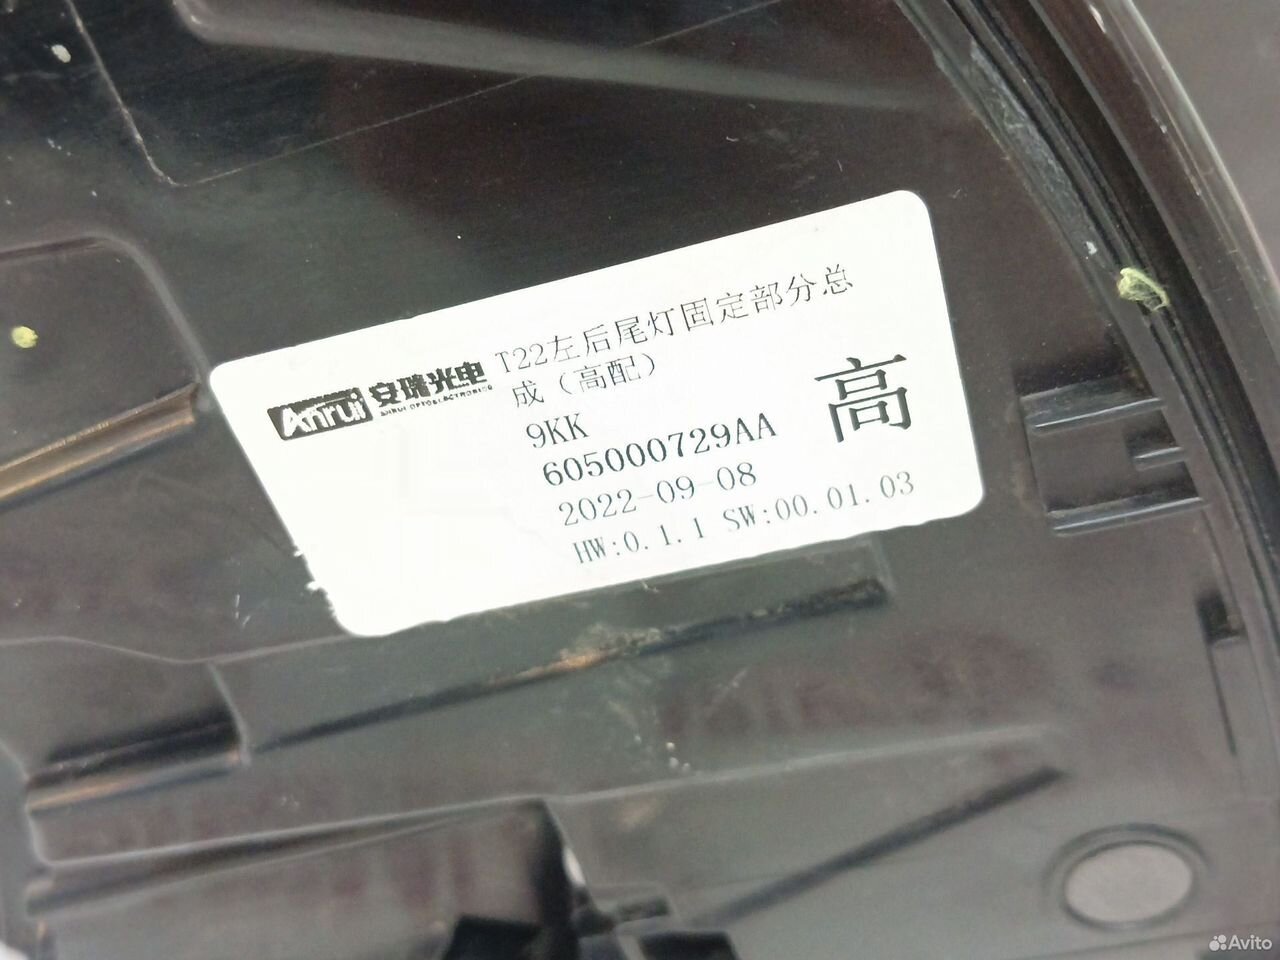 Anrui 安瑞光电
ANRUI OPTOELECTRONICS
T22左后尾灯固定部分总
成（高配）
9KK
605000729AA
高
2022-09-08
HW:0.1.1 SW:00.01.03
Avito